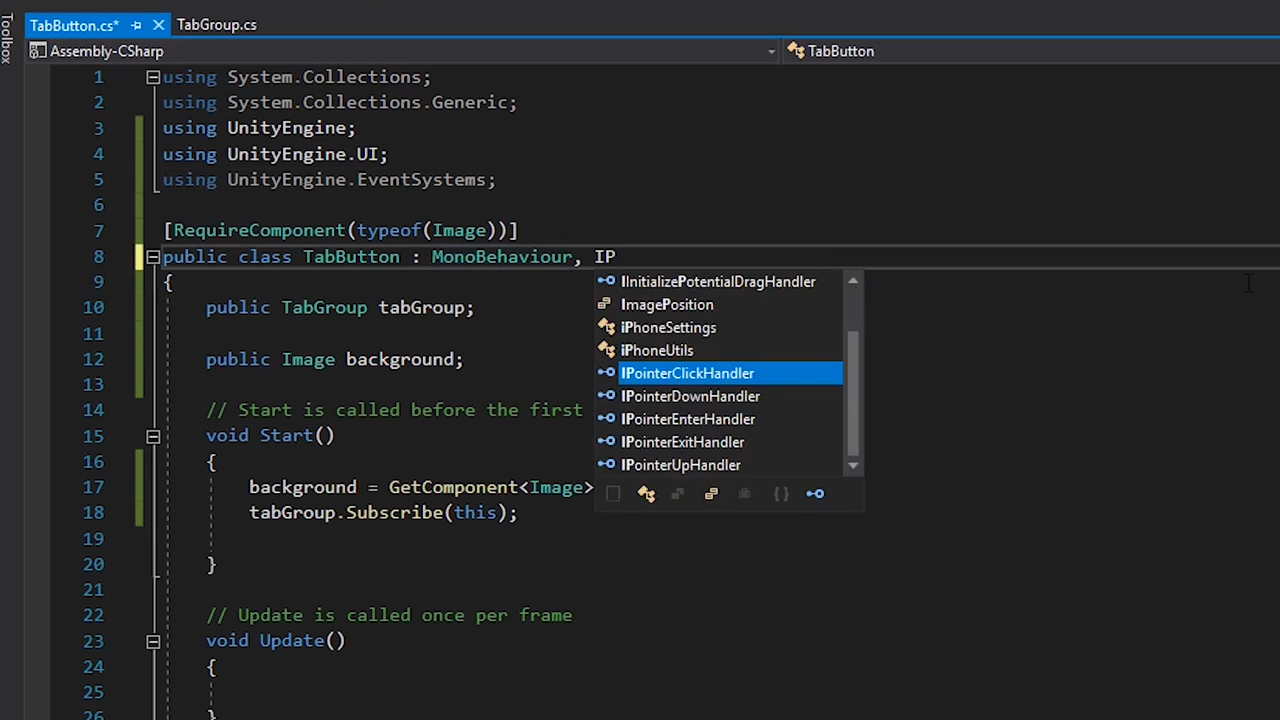 Toolbox
TabButton.cs* TabGroup.cs
Assembly-CSharp TabButton
1 using System.Collections;
2 using System.Collections.Generic;
3 using UnityEngine;
4 using UnityEngine.UI;
5 using UnityEngine.EventSystems;
6
7 [RequireComponent(typeof(Image))]
8 public class TabButton : MonoBehaviour, IP
9 {
IInitializePotentialDragHandler
ImagePosition
iPhoneSettings
iPhoneUtils
IPointerClickHandler
IPointerDownHandler
IPointerEnterHandler
IPointerExitHandler
IPointerUpHandler
10 public TabGroup tabGroup;
11
12 public Image background;
13
14 // Start is called before the first
15 void Start()
16 {
17 background = GetComponent<Image>
18 tabGroup.Subscribe(this);
19
20 }
21
22 // Update is called once per frame
23 void Update()
24 {
25
26 }